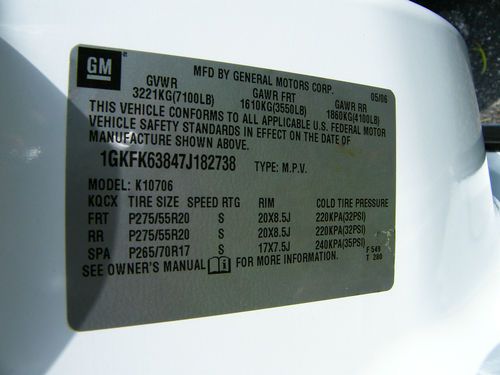 GM
MFD BY GENERAL MOTORS CORP. 05/06
GVWR GAWR FRT GAWR RR
3221KG(7100LB) 1610KG(3550LB) 1860KG(4100LB)
THIS VEHICLE CONFORMS TO ALL APPLICABLE U.S. FEDERAL MOTOR
VEHICLE SAFETY STANDARDS IN EFFECT ON THE DATE OF
MANUFACTURE SHOWN ABOVE.
1GKFK63847J182738 TYPE: M.P.V.
MODEL: K10706
KQCX TIRE SIZE SPEED RTG RIM COLD TIRE PRESSURE
FRT P275/55R20 S 20X8.5J 220KPA(32PSI)
RR P275/55R20 S 20X8.5J 220KPA(32PSI)
SPA P265/70R17 S 17X7.5J 240KPA(35PSI)
SEE OWNER'S MANUAL FOR MORE INFORMATION. F 549
T 280